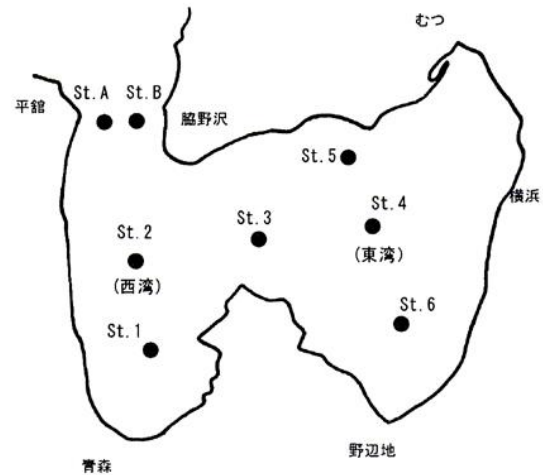 むつ
St.A
St.B
平舘
脇野沢
St.5
横浜
St.3
St.4
(東湾)
St.2
(西湾)
St.6
St.1
野辺地
青森